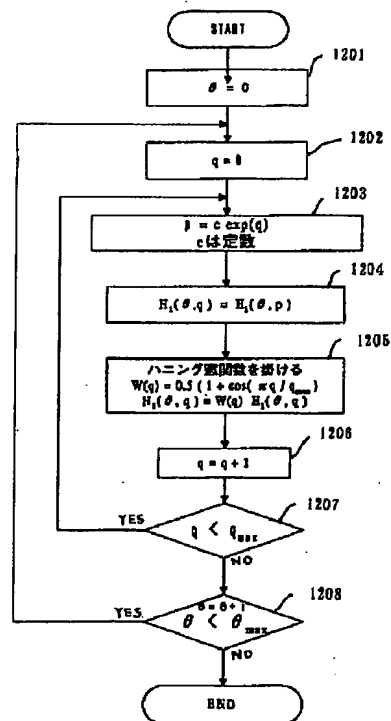 START
1201
θ = 0
1202
q = 0
1203
p = c exp(q)
cは定数
1204
H₁(θ,q) = H₁(θ,p)
1205
ハニング窓関数を掛ける
W(q) = 0.5 ( 1 + cos( πq / qmax)
H₁(θ,q) = W(q) H₁(θ,q)
1206
q = q + 1
1207
YES
q < qmax
NO
1208
θ = θ + 1
YES
θ < θmax
NO
END